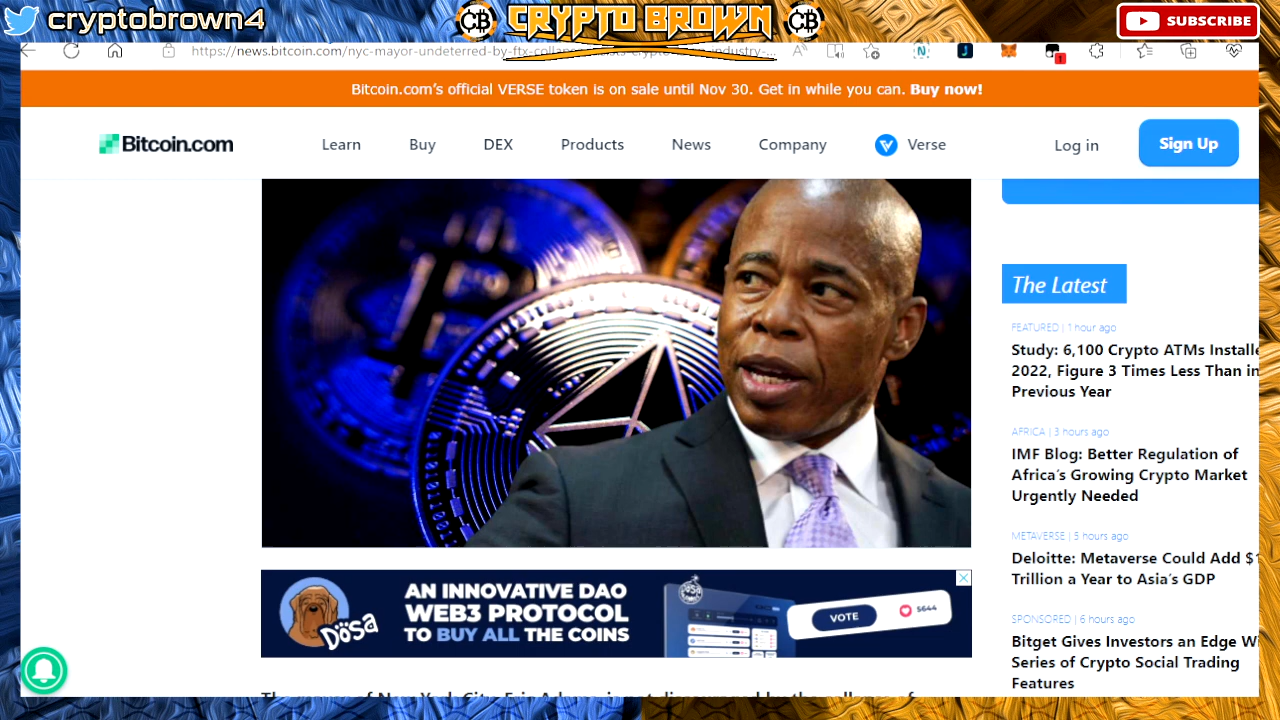 cryptobrown4
CB CRYPTO BROWN CB
SUBSCRIBE
https://news.bitcoin.com/nyc-mayor-undeterred-by-ftx-collap
industry-...
Bitcoin.com's official VERSE token is on sale until Nov 30. Get in while you can. Buy now!
Bitcoin.com
Learn
Buy
DEX
Products
News
Company
Verse
Log in
Sign Up
The Latest
FEATURED | 1 hour ago
Study: 6,100 Crypto ATMs Installe
2022, Figure 3 Times Less Than in
Previous Year
AFRICA | 3 hours ago
IMF Blog: Better Regulation of
Africa's Growing Crypto Market
Urgently Needed
METAVERSE | 5 hours ago
Deloitte: Metaverse Could Add $1
Trillion a Year to Asia's GDP
SPONSORED | 6 hours ago
Bitget Gives Investors an Edge Wi
Series of Crypto Social Trading
Features
Dösa
AN INNOVATIVE DAO
WEB3 PROTOCOL
TO BUY ALL THE COINS
VOTE
5644